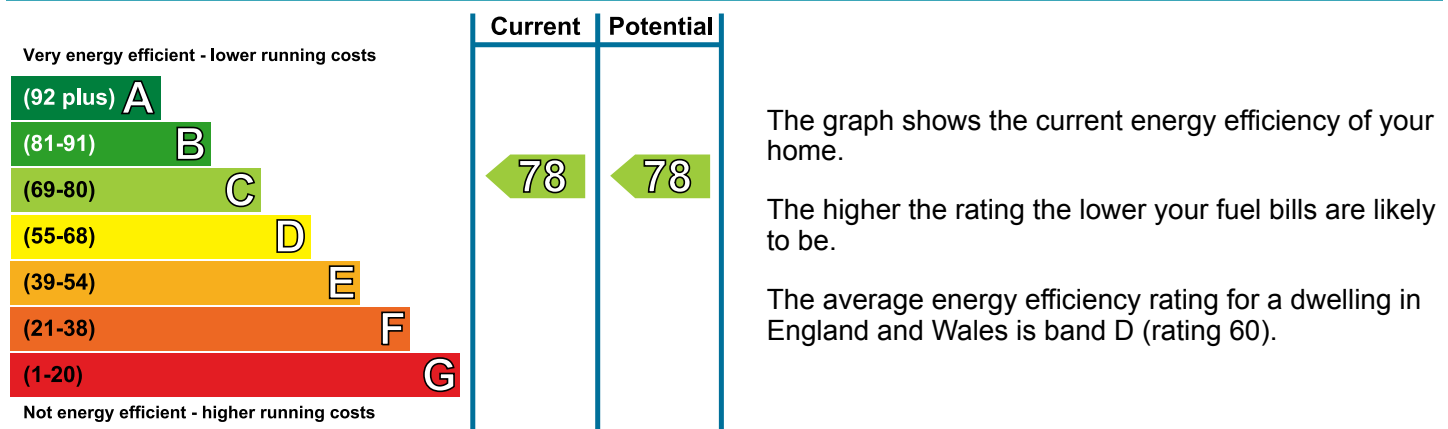 Current Potential
Very energy efficient - lower running costs
(92 plus) A
(81-91) B
(69-80) C
(55-68) D
(39-54) E
(21-38) F
(1-20) G
Not energy efficient - higher running costs
78 78
The graph shows the current energy efficiency of your
home.
The higher the rating the lower your fuel bills are likely
to be.
The average energy efficiency rating for a dwelling in
England and Wales is band D (rating 60).